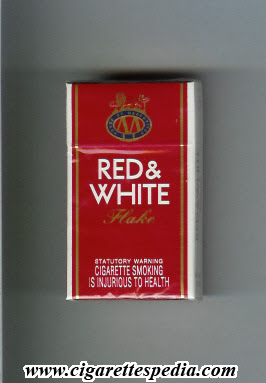 RED &
WHITE
Flake
STATUTORY WARNING
CIGARETTE SMOKING
IS INJURIOUS TO HEALTH
www.cigarettespedia.com